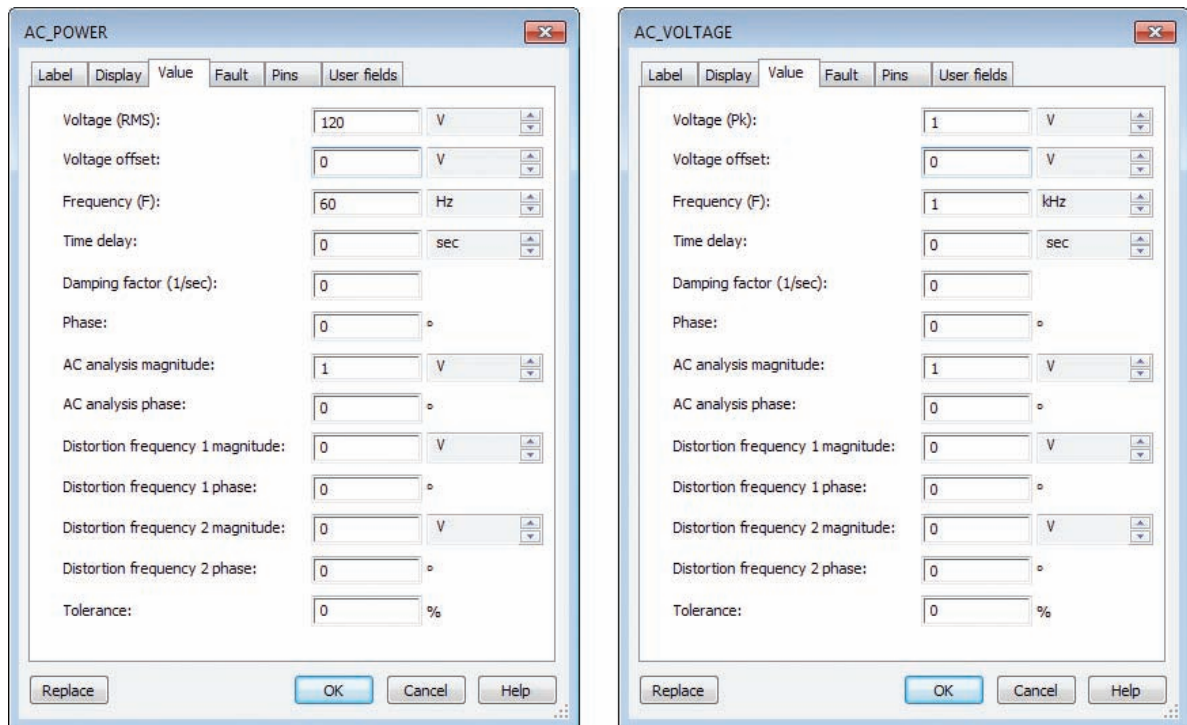 AC_POWER
Label Display Value Fault Pins User fields
Voltage (RMS): 120 V
Voltage offset: 0 V
Frequency (F): 60 Hz
Time delay: 0 sec
Damping factor (1/sec): 0
Phase: 0 °
AC analysis magnitude: 1 V
AC analysis phase: 0 °
Distortion frequency 1 magnitude: 0 V
Distortion frequency 1 phase: 0 °
Distortion frequency 2 magnitude: 0 V
Distortion frequency 2 phase: 0 °
Tolerance: 0 %
Replace OK Cancel Help
AC_VOLTAGE
Label Display Value Fault Pins User fields
Voltage (Pk): 1 V
Voltage offset: 0 V
Frequency (F): 1 kHz
Time delay: 0 sec
Damping factor (1/sec): 0
Phase: 0 °
AC analysis magnitude: 1 V
AC analysis phase: 0 °
Distortion frequency 1 magnitude: 0 V
Distortion frequency 1 phase: 0 °
Distortion frequency 2 magnitude: 0 V
Distortion frequency 2 phase: 0 °
Tolerance: 0 %
Replace OK Cancel Help